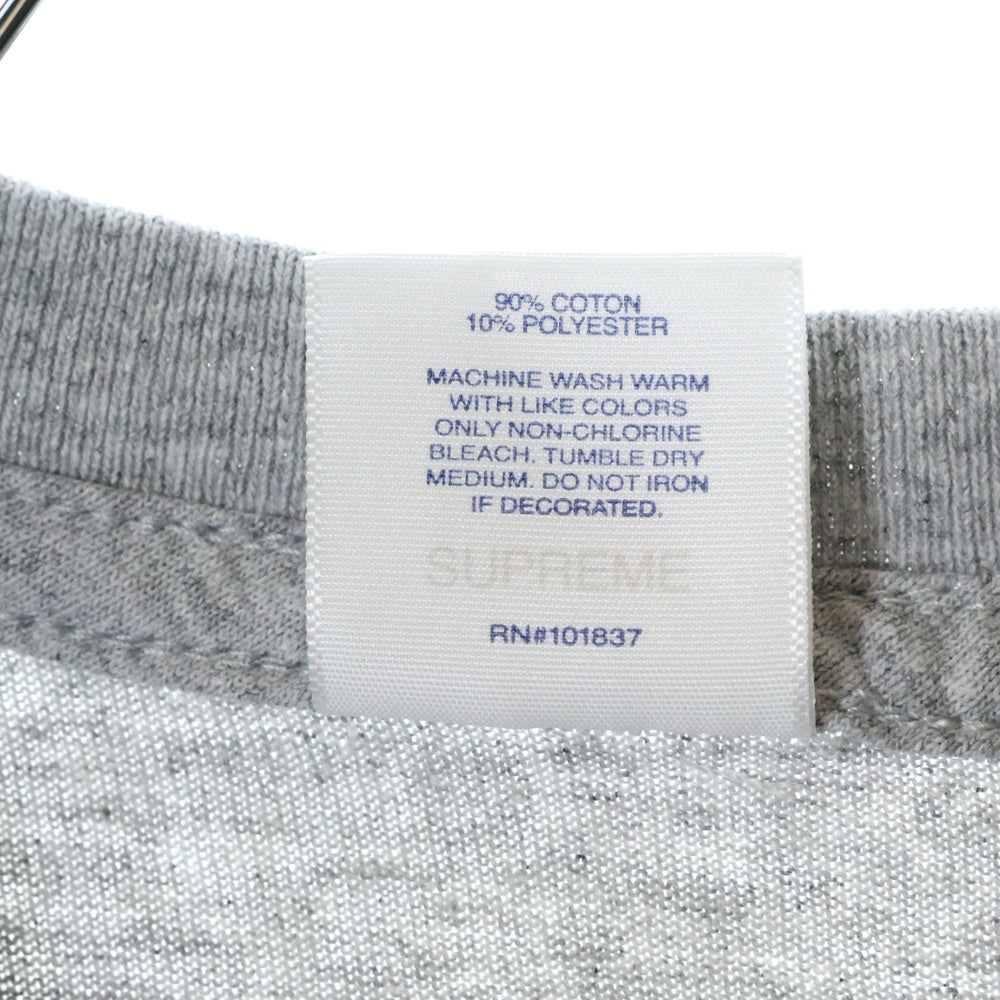 90% COTON
10% POLYESTER
MACHINE WASH WARM
WITH LIKE COLORS
ONLY NON-CHLORINE
BLEACH. TUMBLE DRY
MEDIUM. DO NOT IRON
IF DECORATED.
SUPREME
RN#101837